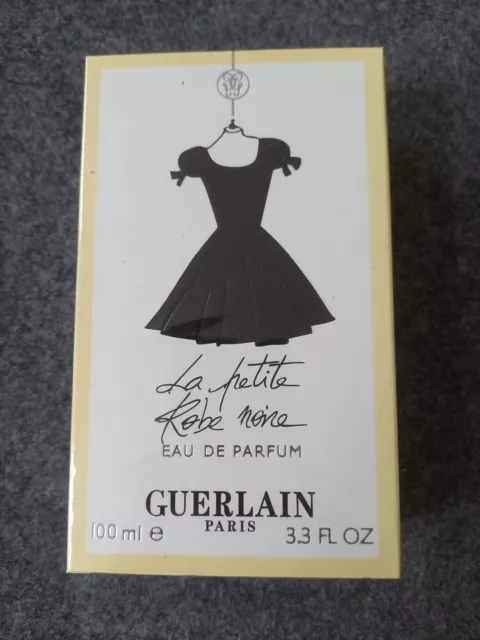 La petite
Robe noire
EAU DE PARFUM
GUERLAIN
PARIS
100 ml e 3.3 FL OZ